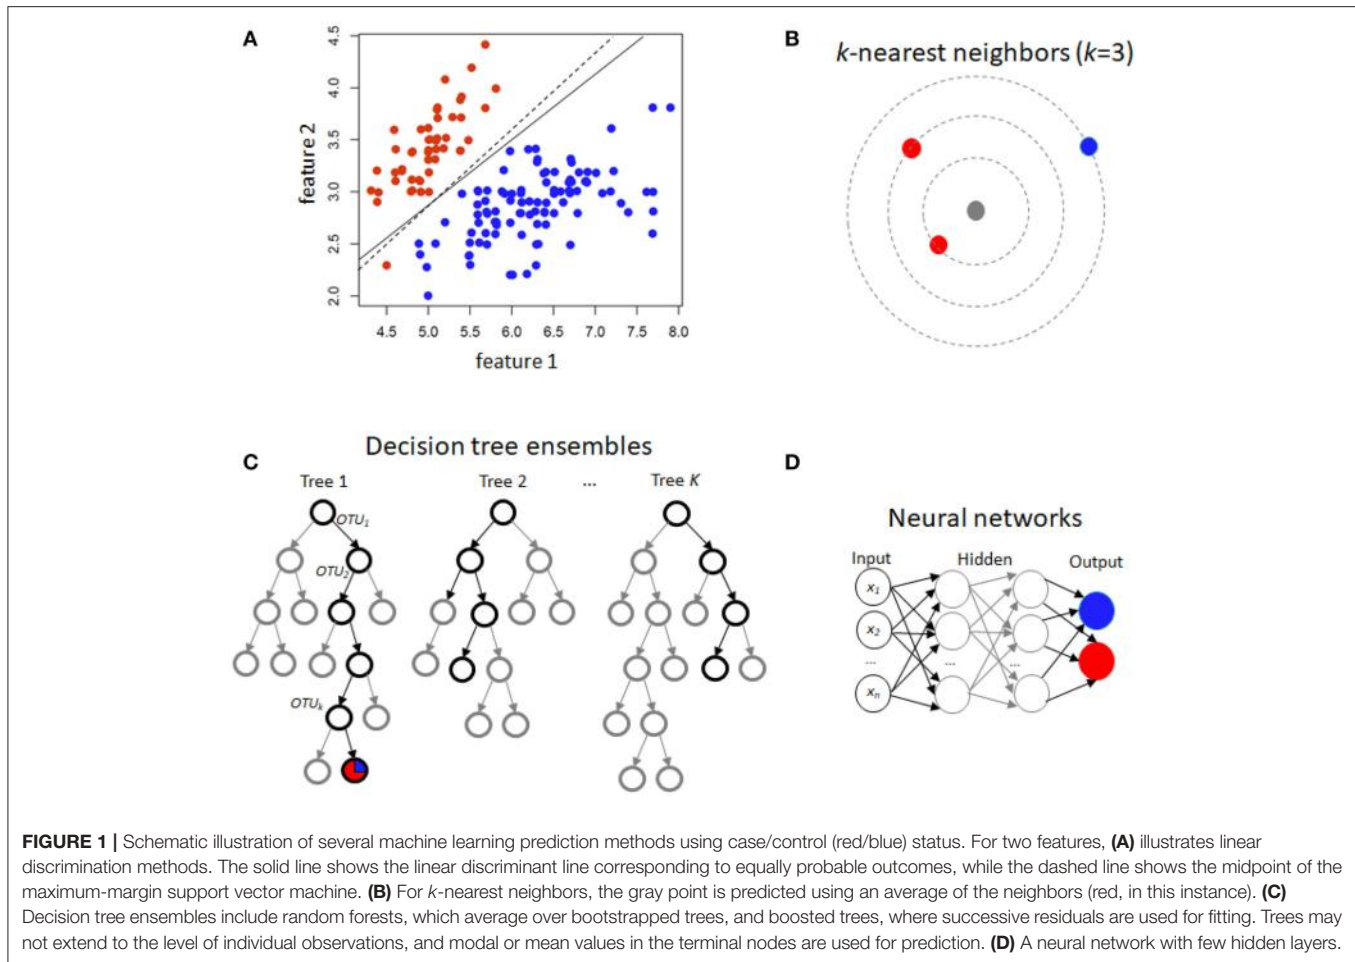 A
feature 2
4.5
4.0
3.5
3.0
2.5
2.0
4.5 5.0 5.5 6.0 6.5 7.0 7.5 8.0
feature 1
B
k-nearest neighbors (k=3)
C
Decision tree ensembles
Tree 1 Tree 2 ... Tree K
OTU1
OTU2
OTUk
D
Neural networks
Input Hidden Output
x1
x2
... ... ...
xn
FIGURE 1 | Schematic illustration of several machine learning prediction methods using case/control (red/blue) status. For two features, (A) illustrates linear
discrimination methods. The solid line shows the linear discriminant line corresponding to equally probable outcomes, while the dashed line shows the midpoint of the
maximum-margin support vector machine. (B) For k-nearest neighbors, the gray point is predicted using an average of the neighbors (red, in this instance). (C)
Decision tree ensembles include random forests, which average over bootstrapped trees, and boosted trees, where successive residuals are used for fitting. Trees may
not extend to the level of individual observations, and modal or mean values in the terminal nodes are used for prediction. (D) A neural network with few hidden layers.